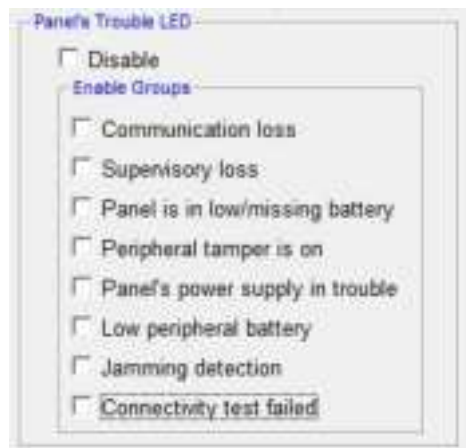 Panel's Trouble LED
Disable
Enable Groups
Communication loss
Supervisory loss
Panel is in low/missing battery
Peripheral tamper is on
Panel's power supply in trouble
Low peripheral battery
Jamming detection
Connectivity test failed